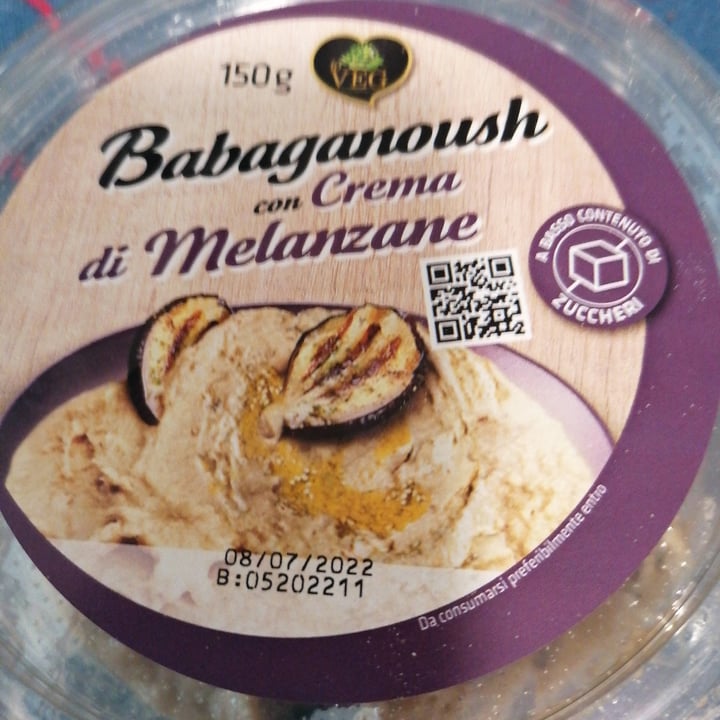 150g
VEG
Babaganoush
con Crema
di Melanzane
A BASSO CONTENUTO DI
ZUCCHERI
08/07/2022
B:05202211
Da consumarsi preferibilmente entro